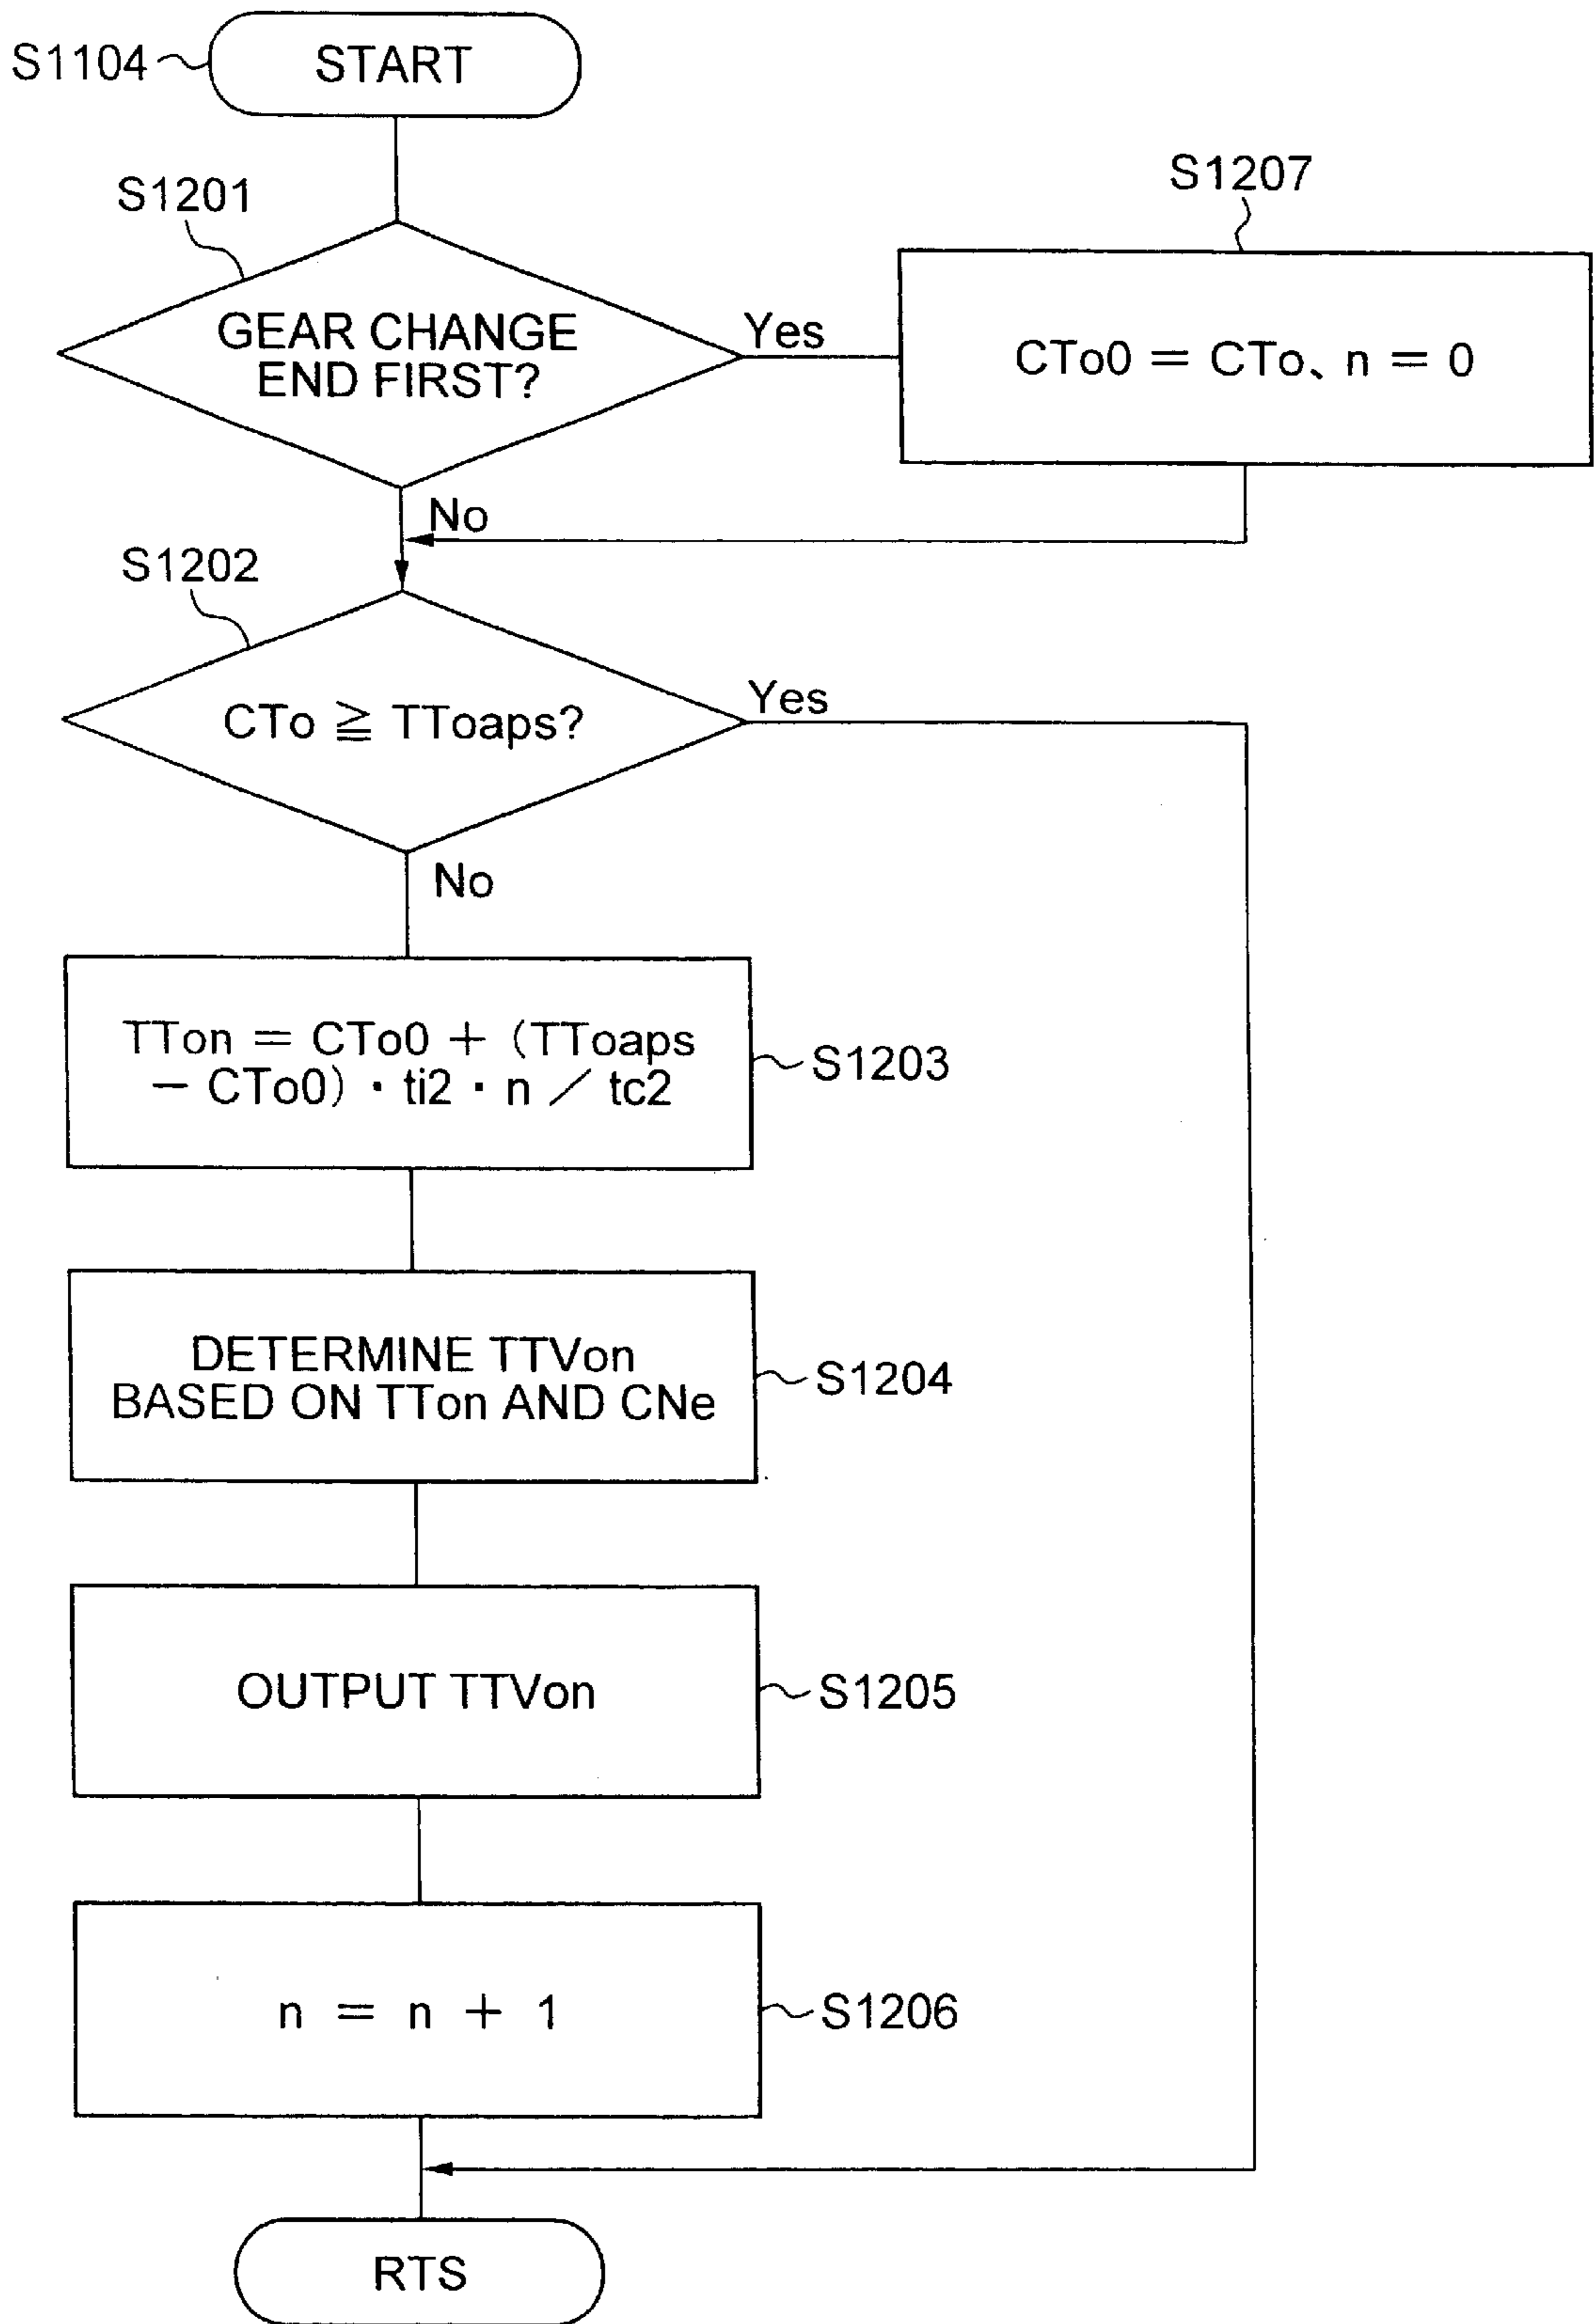 S1104
START
S1201
GEAR CHANGE
END FIRST?
Yes
S1207
CTo0 = CTo、n = 0
No
S1202
CTo ≧ TToaps?
Yes
No
TTon = CTo0 + (TToaps
− CTo0)・ti2・n / tc2
S1203
DETERMINE TTVon
BASED ON TTon AND CNe
S1204
OUTPUT TTVon
S1205
n = n + 1
S1206
RTS